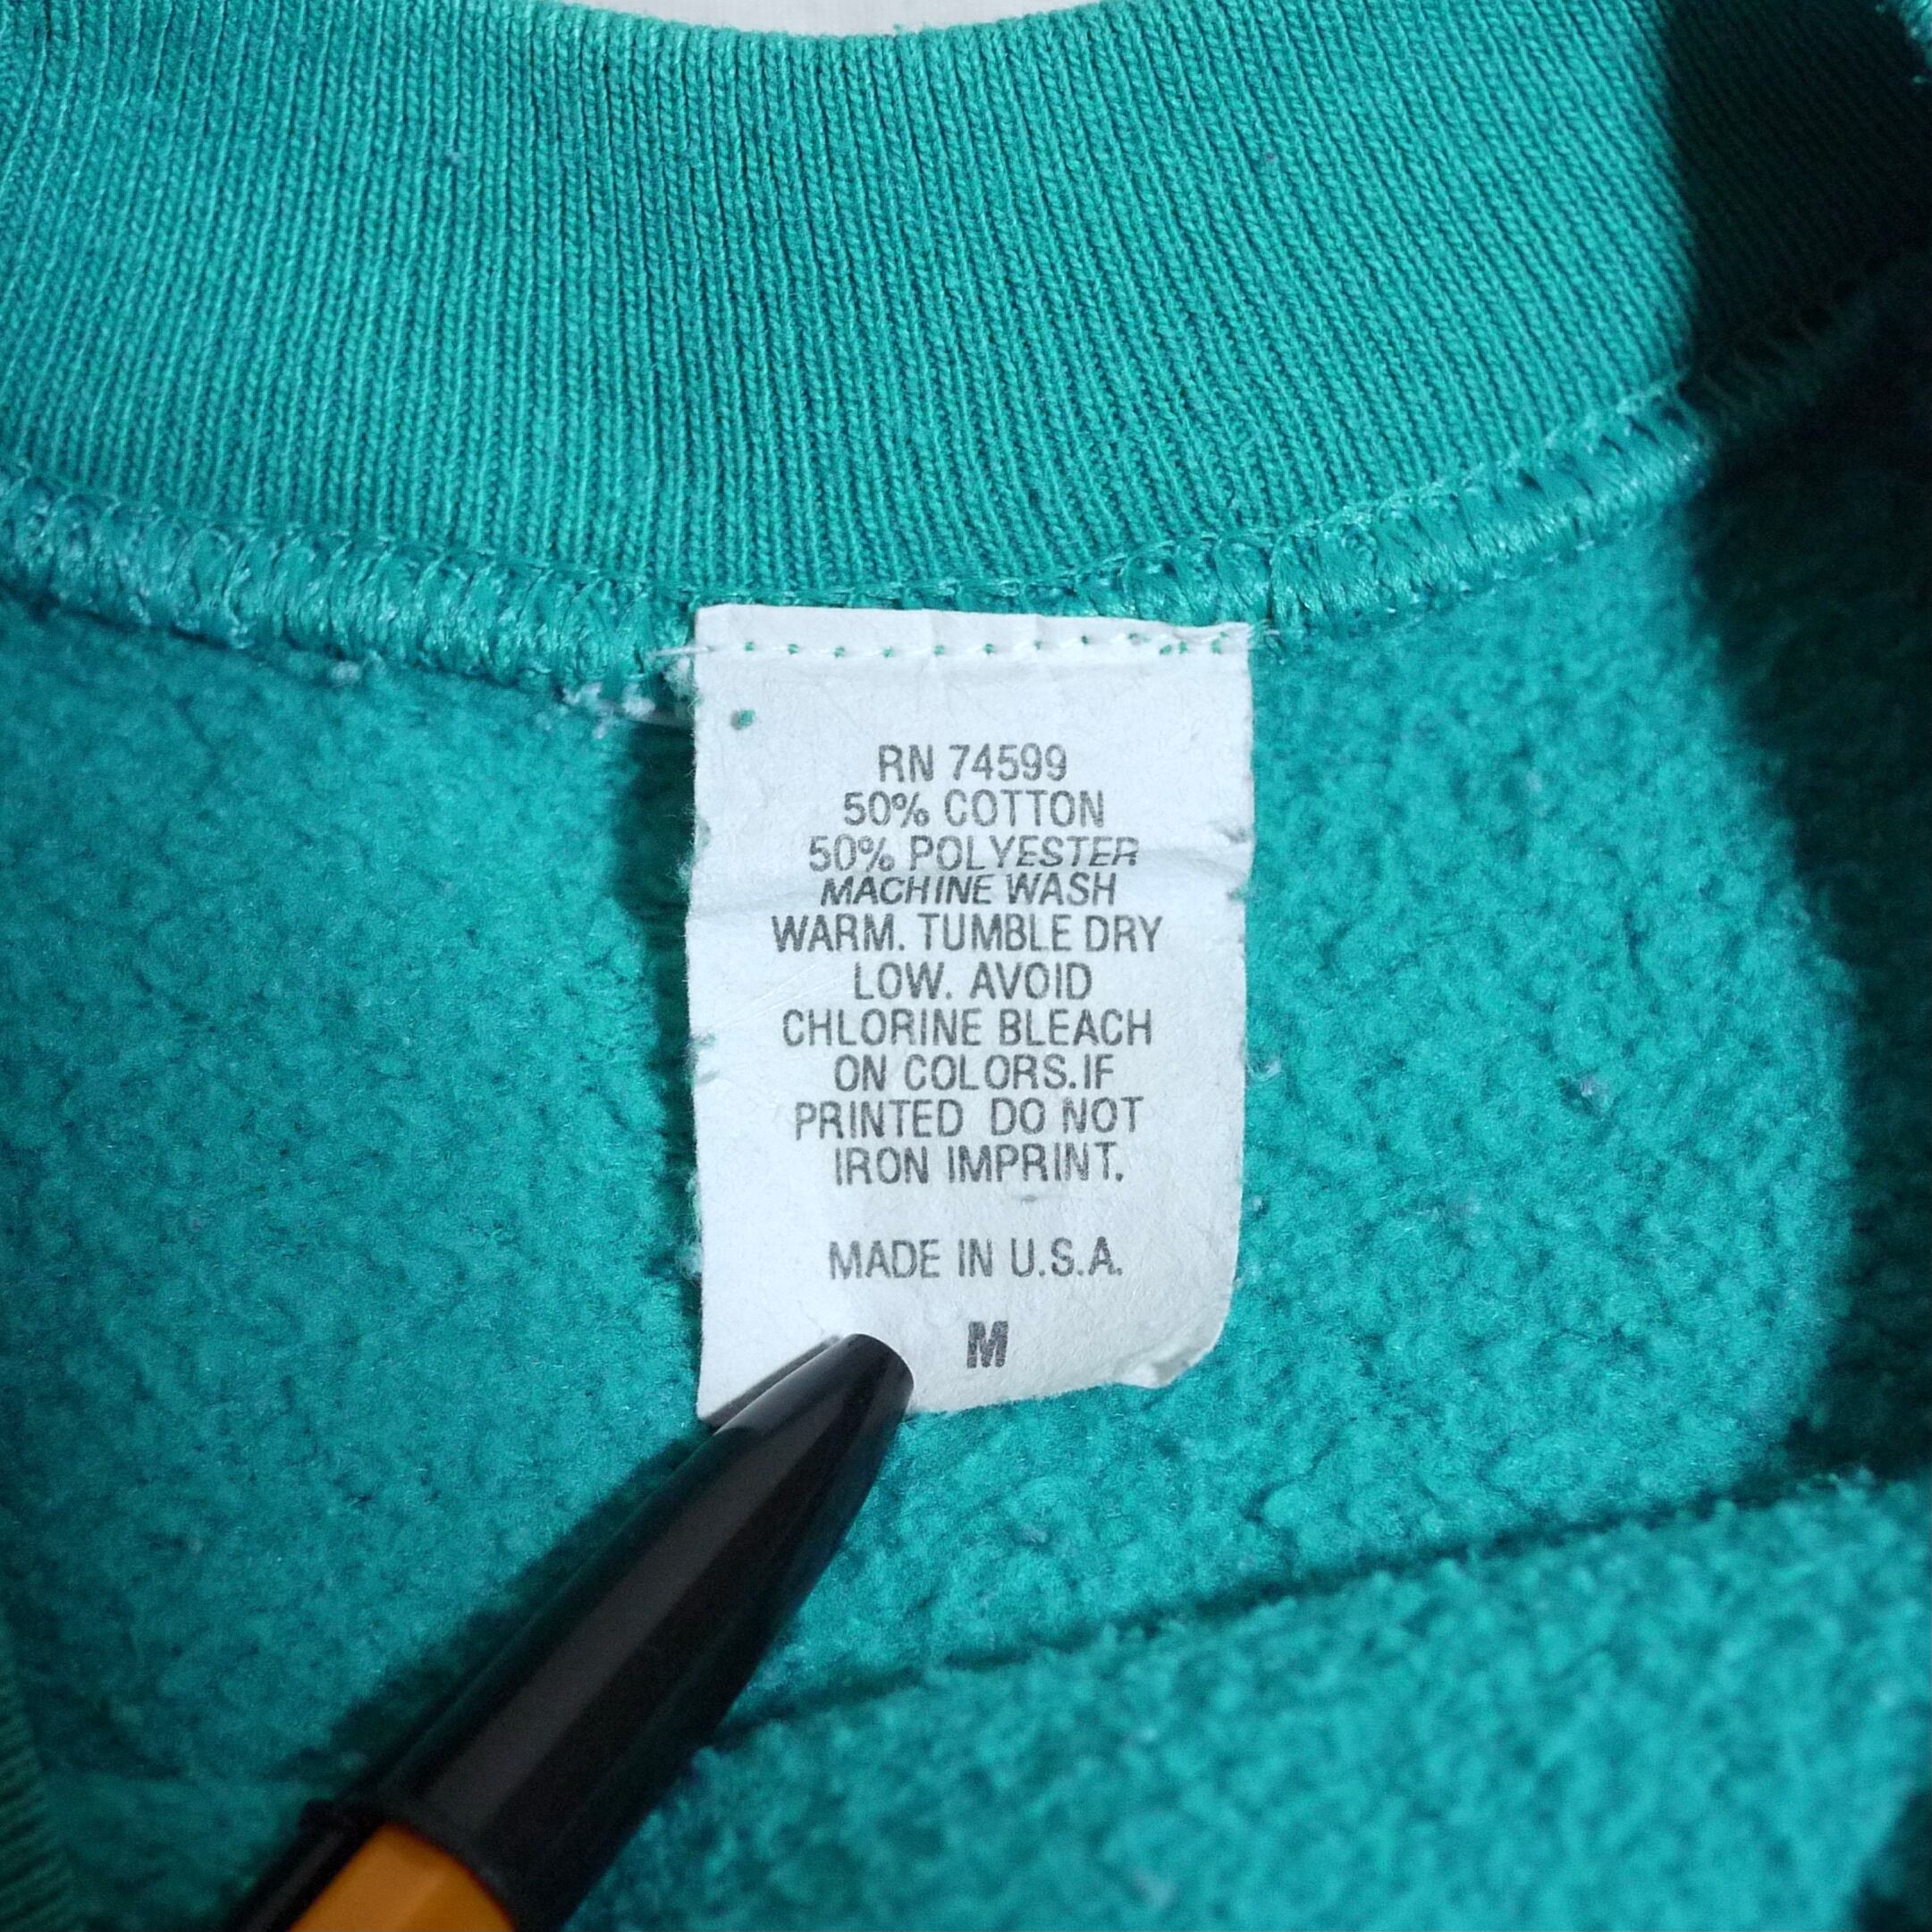 RN 74599
50% COTTON
50% POLYESTER
MACHINE WASH
WARM. TUMBLE DRY
LOW. AVOID
CHLORINE BLEACH
ON COLORS.IF
PRINTED DO NOT
IRON IMPRINT.
MADE IN U.S.A.
M